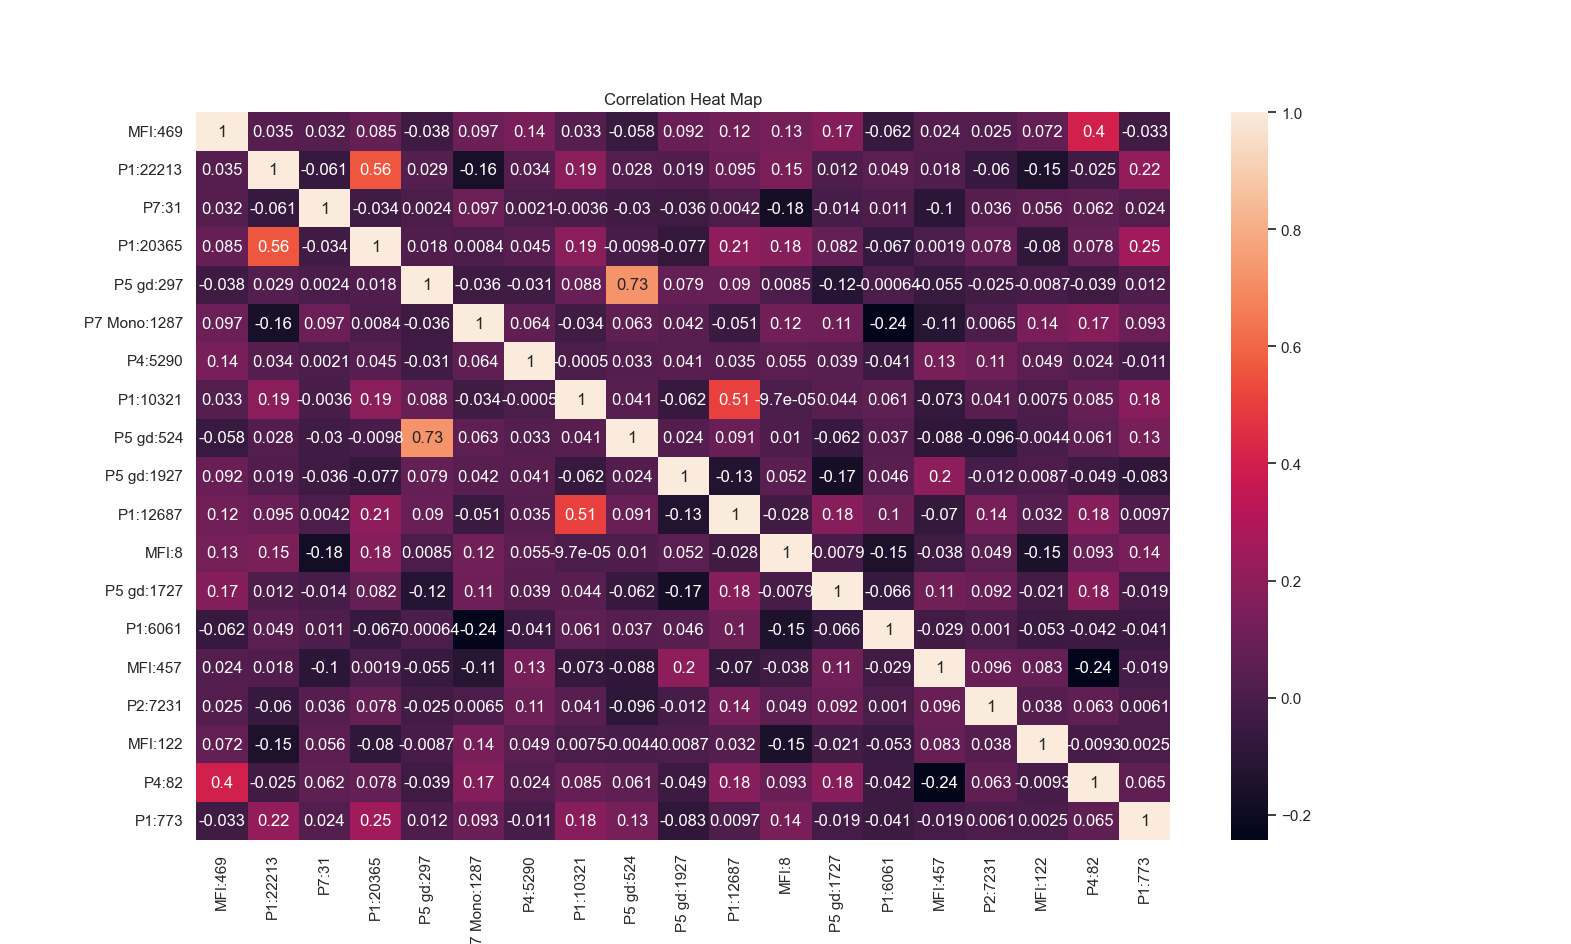 Correlation Heat Map
MFI:469 1 0.035 0.032 0.085 -0.038 0.097 0.14 0.033 -0.058 0.092 0.12 0.13 0.17 -0.062 0.024 0.025 0.072 0.4 -0.033
P1:22213 0.035 1 -0.061 0.56 0.029 -0.16 0.034 0.19 0.028 0.019 0.095 0.15 0.012 0.049 0.018 -0.06 -0.15 -0.025 0.22
P7:31 0.032 -0.061 1 -0.034 0.0024 0.097 0.0021 -0.0036 -0.03 -0.036 0.0042 -0.18 -0.014 0.011 -0.1 0.036 0.056 0.062 0.024
P1:20365 0.085 0.56 -0.034 1 0.018 0.0084 0.045 0.19 -0.0098 -0.077 0.21 0.18 0.082 -0.067 0.0019 0.078 -0.08 0.078 0.25
P5 gd:297 -0.038 0.029 0.0024 0.018 1 -0.036 -0.031 0.088 0.73 0.079 0.09 0.0085 -0.12 -0.00064 -0.055 -0.025 -0.0087 -0.039 0.012
P7 Mono:1287 0.097 -0.16 0.097 0.0084 -0.036 1 0.064 -0.034 0.063 0.042 -0.051 0.12 0.11 -0.24 -0.11 0.0065 0.14 0.17 0.093
P4:5290 0.14 0.034 0.0021 0.045 -0.031 0.064 1 -0.0005 0.033 0.041 0.035 0.055 0.039 -0.041 0.13 0.11 0.049 0.024 -0.011
P1:10321 0.033 0.19 -0.0036 0.19 0.088 -0.034 -0.0005 1 0.041 -0.062 0.51 -9.7e-05 0.044 0.061 -0.073 0.041 0.0075 0.085 0.18
P5 gd:524 -0.058 0.028 -0.03 -0.0098 0.73 0.063 0.033 0.041 1 0.024 0.091 0.01 -0.062 0.037 -0.088 -0.096 -0.0044 0.061 0.13
P5 gd:1927 0.092 0.019 -0.036 -0.077 0.079 0.042 0.041 -0.062 0.024 1 -0.13 0.052 -0.17 0.046 0.2 -0.012 0.0087 -0.049 -0.083
P1:12687 0.12 0.095 0.0042 0.21 0.09 -0.051 0.035 0.51 0.091 -0.13 1 -0.028 0.18 0.1 -0.07 0.14 0.032 0.18 0.0097
MFI:8 0.13 0.15 -0.18 0.18 0.0085 0.12 0.055 -9.7e-05 0.01 0.052 -0.028 1 -0.0079 -0.15 -0.038 0.049 -0.15 0.093 0.14
P5 gd:1727 0.17 0.012 -0.014 0.082 -0.12 0.11 0.039 0.044 -0.062 -0.17 0.18 -0.0079 1 -0.066 0.11 0.092 -0.021 0.18 -0.019
P1:6061 -0.062 0.049 0.011 -0.067 -0.00064 -0.24 -0.041 0.061 0.037 0.046 0.1 -0.15 -0.066 1 -0.029 0.001 -0.053 -0.042 -0.041
MFI:457 0.024 0.018 -0.1 0.0019 -0.055 -0.11 0.13 -0.073 -0.088 0.2 -0.07 -0.038 0.11 -0.029 1 0.096 0.083 -0.24 -0.019
P2:7231 0.025 -0.06 0.036 0.078 -0.025 0.0065 0.11 0.041 -0.096 -0.012 0.14 0.049 0.092 0.001 0.096 1 0.038 0.063 0.0061
MFI:122 0.072 -0.15 0.056 -0.08 -0.0087 0.14 0.049 0.0075 -0.0044 0.0087 0.032 -0.15 -0.021 -0.053 0.083 0.038 1 -0.0093 0.0025
P4:82 0.4 -0.025 0.062 0.078 -0.039 0.17 0.024 0.085 0.061 -0.049 0.18 0.093 0.18 -0.042 -0.24 0.063 -0.0093 1 0.065
P1:773 -0.033 0.22 0.024 0.25 0.012 0.093 -0.011 0.18 0.13 -0.083 0.0097 0.14 -0.019 -0.041 -0.019 0.0061 0.0025 0.065 1
MFI:469
P1:22213
P7:31
P1:20365
P5 gd:297
7 Mono:1287
P4:5290
P1:10321
P5 gd:524
P5 gd:1927
P1:12687
MFI:8
P5 gd:1727
P1:6061
MFI:457
P2:7231
MFI:122
P4:82
P1:773
1.0
0.8
0.6
0.4
0.2
0.0
−0.2